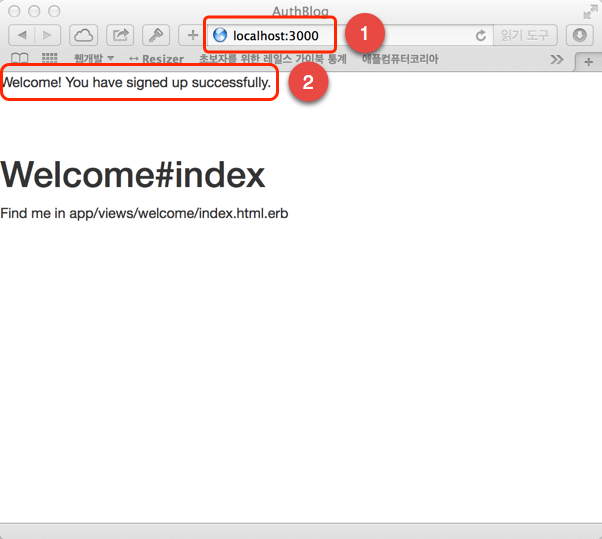 AuthBlog
localhost:3000
읽기 도구
1
웹개발 Resizer 초보자를 위한 레일스 가이북 통계 애플컴퓨터코리아
Welcome! You have signed up successfully.
2
Welcome#index
Find me in app/views/welcome/index.html.erb